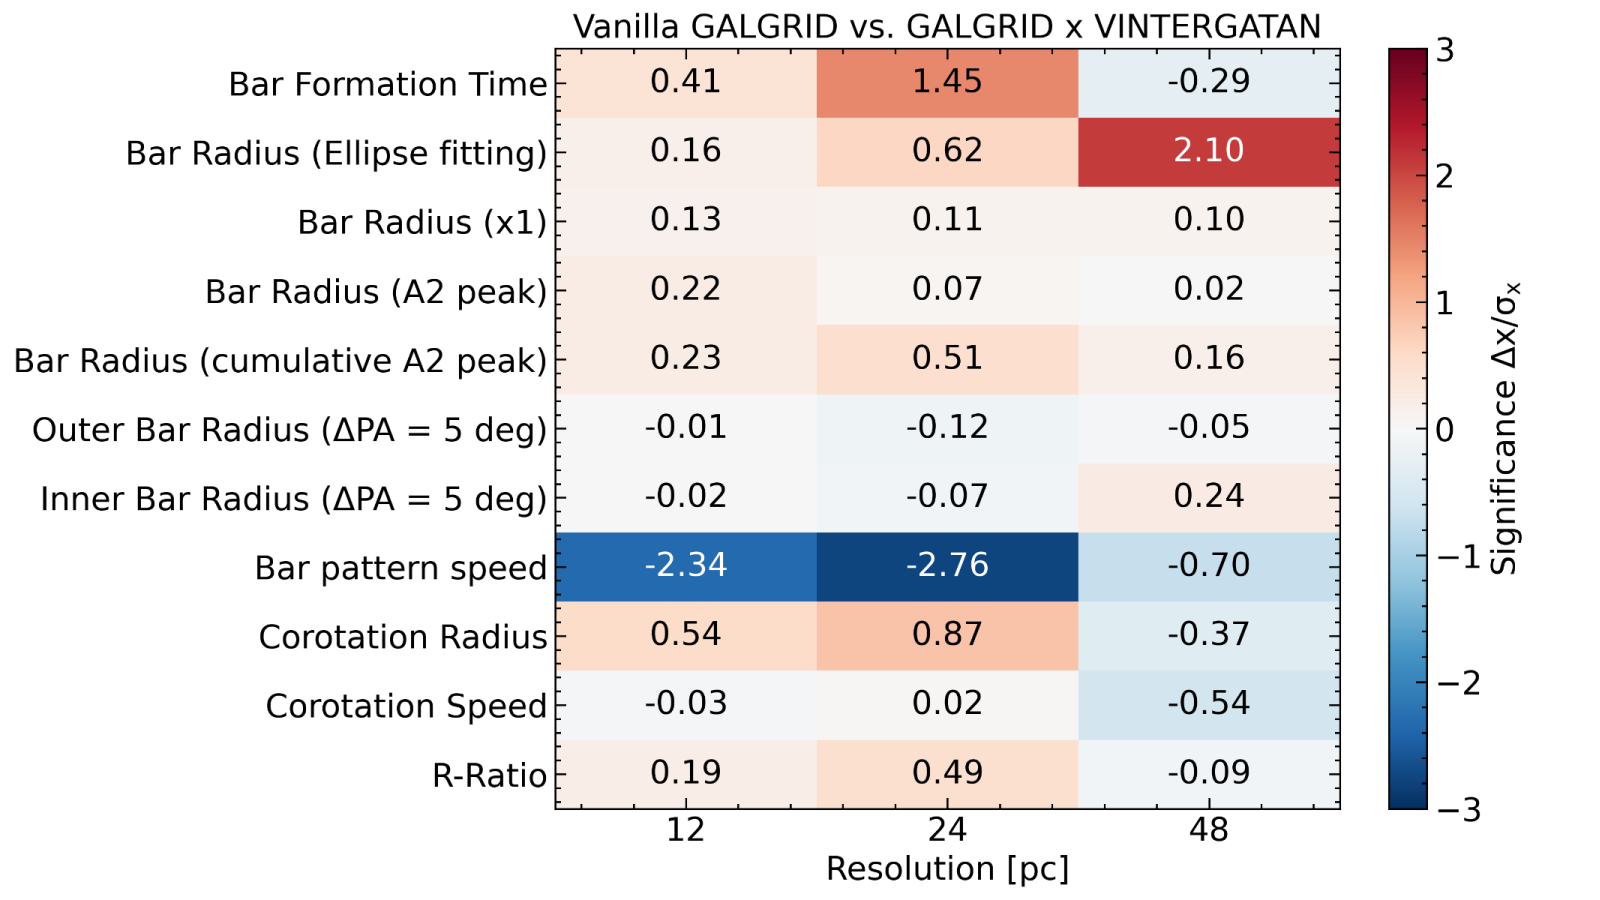 Vanilla GALGRID vs. GALGRID x VINTERGATAN
Bar Formation Time 0.41 1.45 -0.29
Bar Radius (Ellipse fitting) 0.16 0.62 2.10
Bar Radius (x1) 0.13 0.11 0.10
Bar Radius (A2 peak) 0.22 0.07 0.02
Bar Radius (cumulative A2 peak) 0.23 0.51 0.16
Outer Bar Radius (ΔPA = 5 deg) -0.01 -0.12 -0.05
Inner Bar Radius (ΔPA = 5 deg) -0.02 -0.07 0.24
Bar pattern speed -2.34 -2.76 -0.70
Corotation Radius 0.54 0.87 -0.37
Corotation Speed -0.03 0.02 -0.54
R-Ratio 0.19 0.49 -0.09
12 24 48
Resolution [pc]
3
2
1
0
−1
−2
−3
Significance Δx/σx